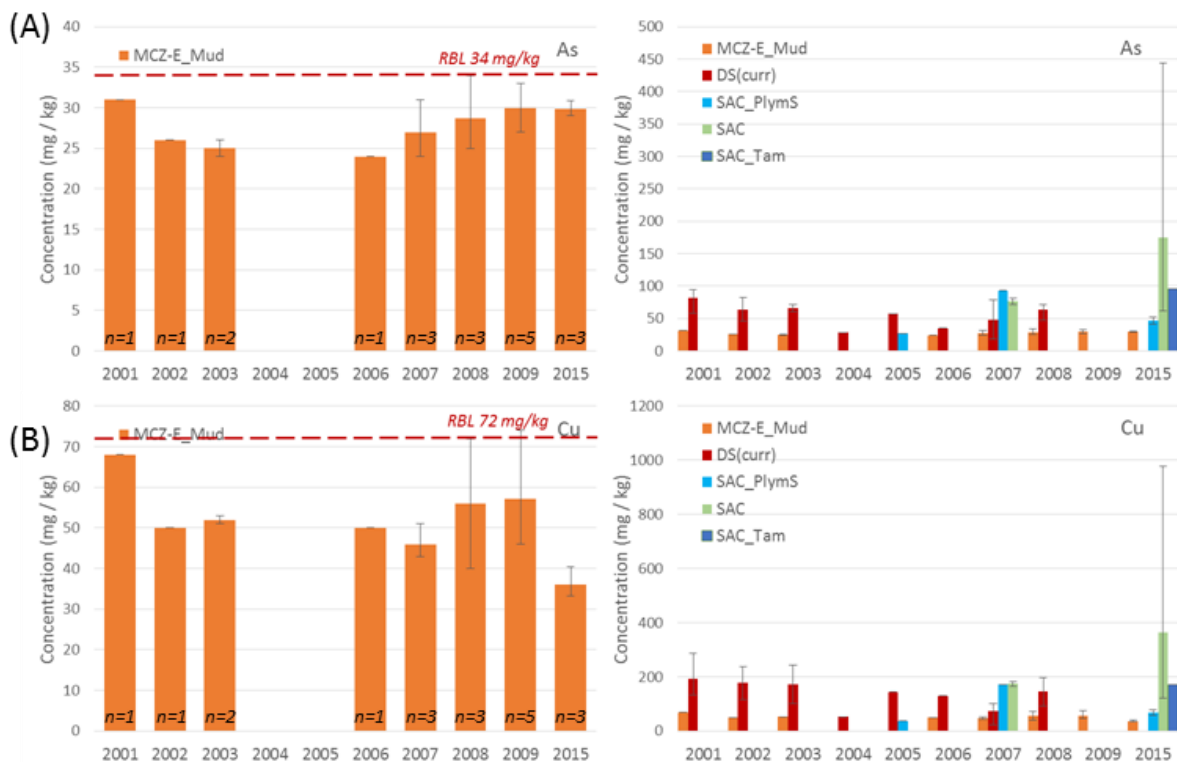 (A)
Concentration (mg / kg)
40
35
30
25
20
15
10
5
0
MCZ-E_Mud
As
RBL 34 mg/kg
n=1
n=1
n=2
n=1
n=3
n=3
n=5
n=3
2001 2002 2003 2004 2005 2006 2007 2008 2009 2015
Concentration (mg / kg)
500
450
400
350
300
250
200
150
100
50
0
MCZ-E_Mud
DS(curr)
SAC_PlymS
SAC
SAC_Tam
As
2001 2002 2003 2004 2005 2006 2007 2008 2009 2015
(B)
Concentration (mg / kg)
80
70
60
50
40
30
20
10
0
MCZ-E_Mud
RBL 72 mg/kg
Cu
n=1
n=1
n=2
n=1
n=3
n=3
n=5
n=3
2001 2002 2003 2004 2005 2006 2007 2008 2009 2015
Concentration (mg / kg)
1200
1000
800
600
400
200
0
MCZ-E_Mud
DS(curr)
SAC_PlymS
SAC
SAC_Tam
Cu
2001 2002 2003 2004 2005 2006 2007 2008 2009 2015